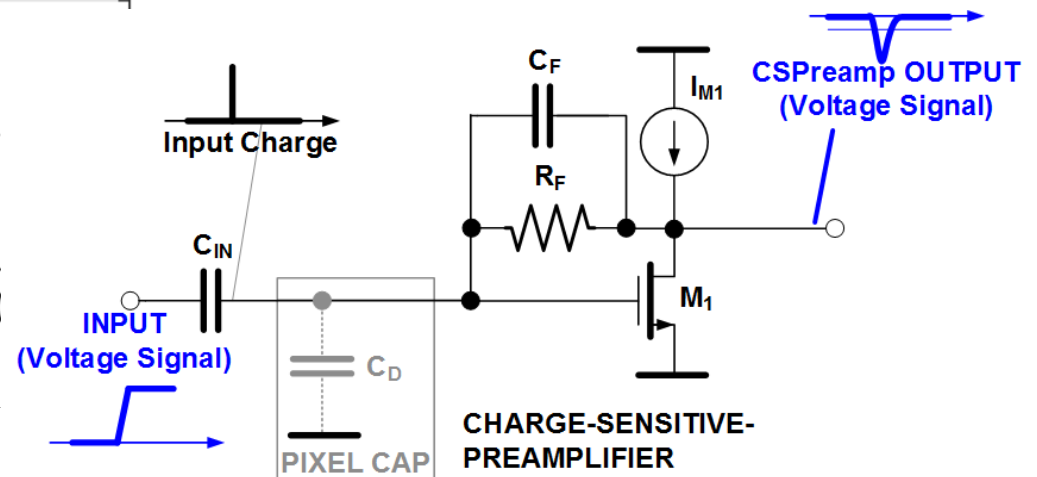 CSPreamp OUTPUT
(Voltage Signal)
Input Charge
CF
IM1
RF
CIN
M1
INPUT
(Voltage Signal)
CD
PIXEL CAP
CHARGE-SENSITIVE-
PREAMPLIFIER